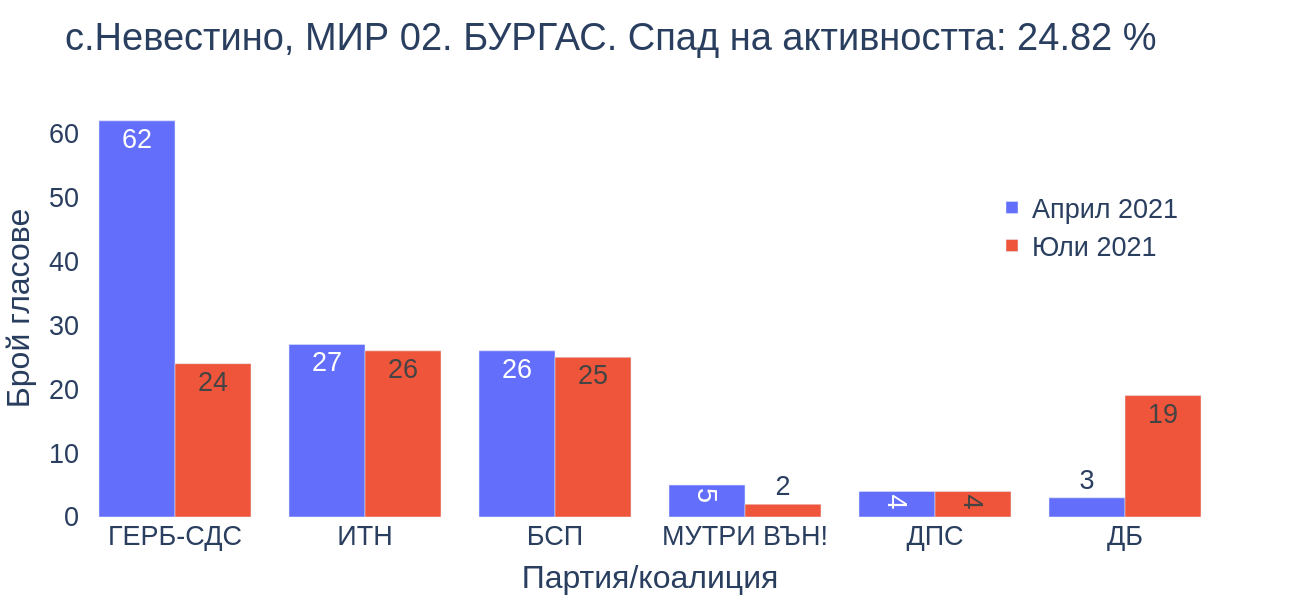 с.Невестино, МИР 02. БУРГАС. Спад на активността: 24.82 %
Брой гласове
60
50
40
30
20
10
0
62
24
27
26
26
25
5
2
4
4
3
19
Април 2021
Юли 2021
ГЕРБ-СДС
ИТН
БСП
МУТРИ ВЪН!
ДПС
ДБ
Партия/коалиция